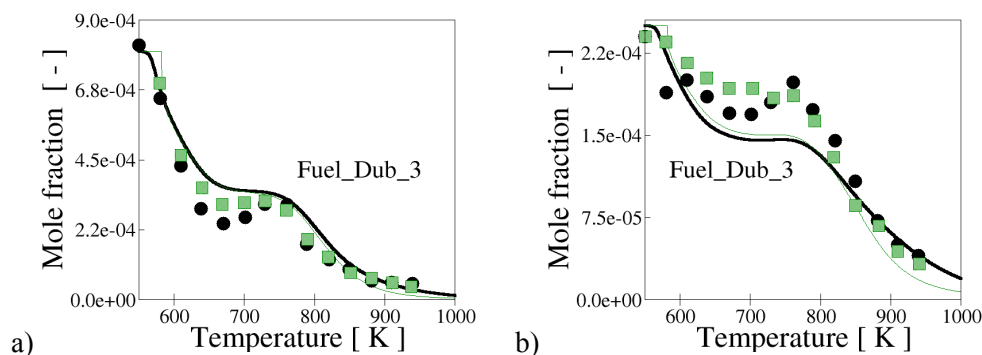 9.0e-04
6.8e-04
4.5e-04
2.2e-04
0.0e+00
Mole fraction [ - ]
Fuel_Dub_3
600 700 800 900 1000
Temperature [ K ]
a)
2.2e-04
1.5e-04
7.5e-05
0.0e+00
Mole fraction [ - ]
Fuel_Dub_3
600 700 800 900 1000
Temperature [ K ]
b)